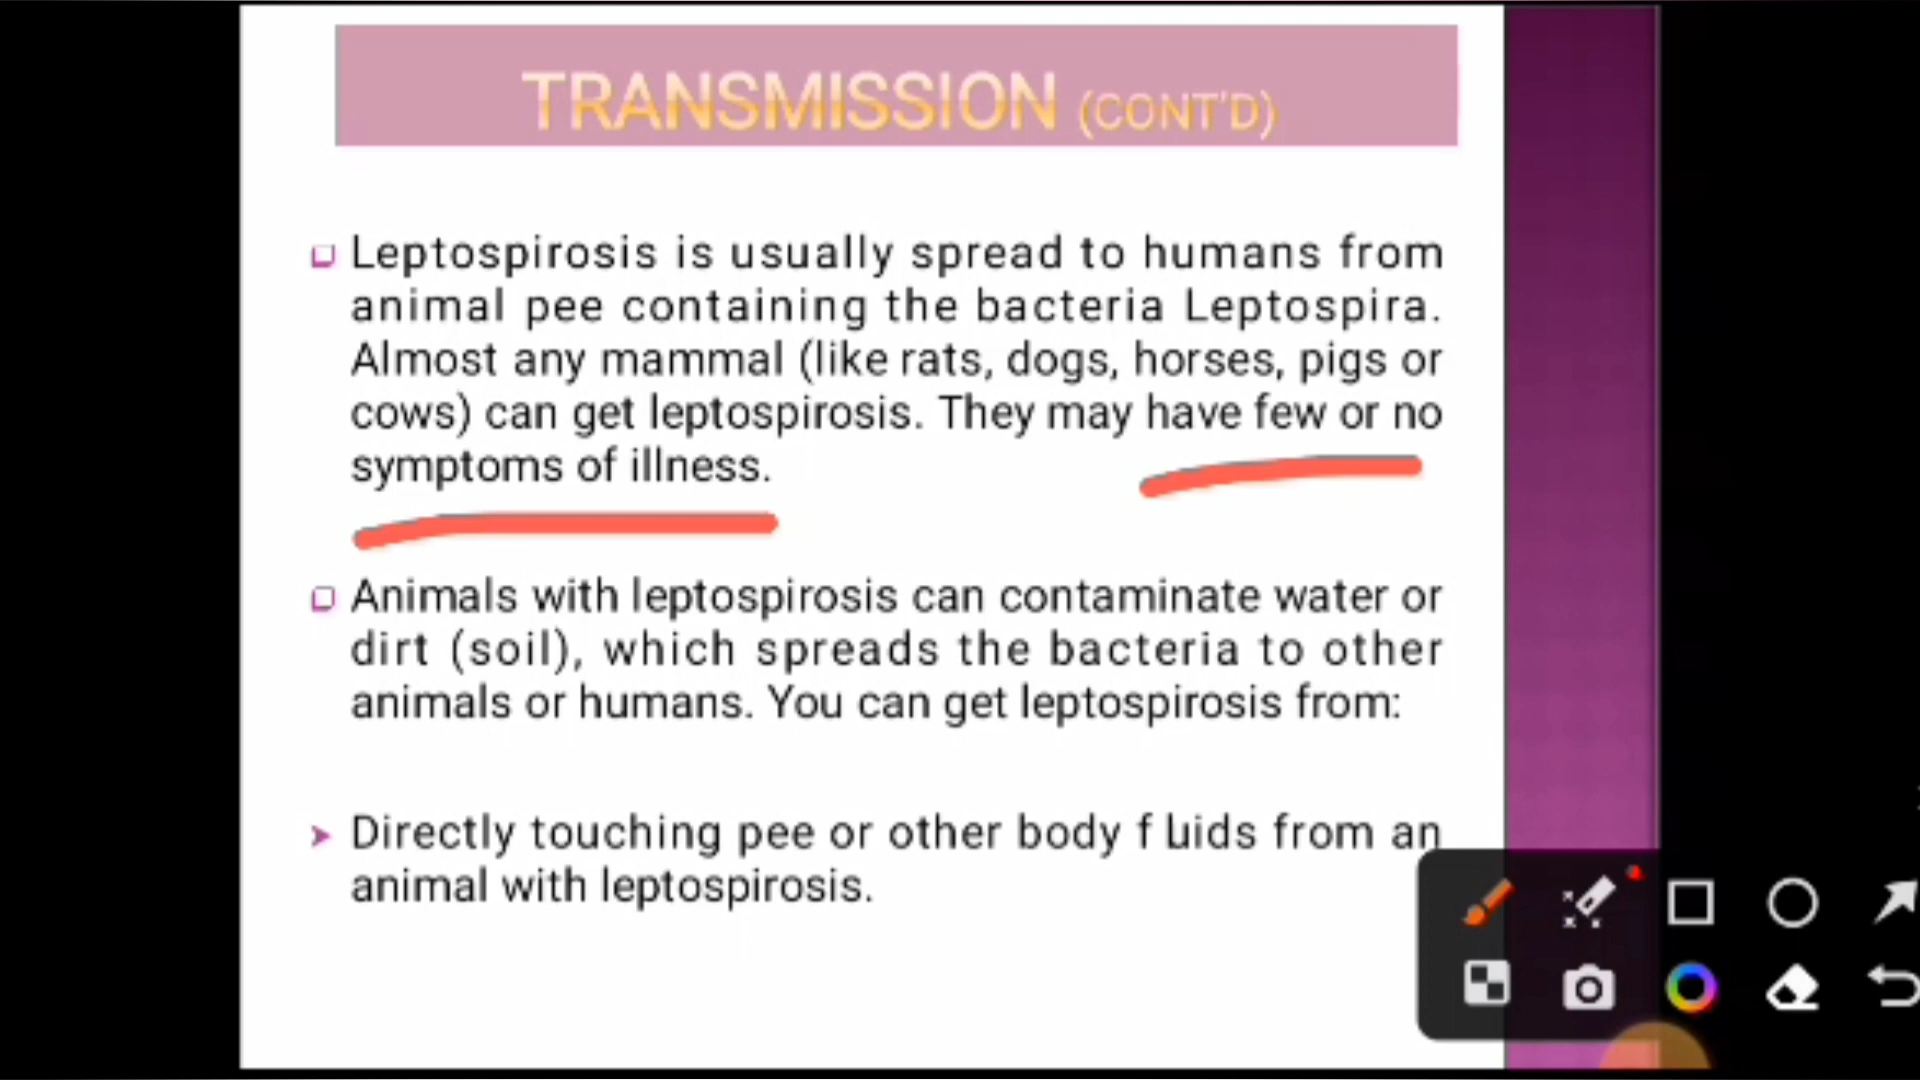 TRANSMISSION (CONT'D)
Leptospirosis is usually spread to humans from
animal pee containing the bacteria Leptospira.
Almost any mammal (like rats, dogs, horses, pigs or
cows) can get leptospirosis. They may have few or no
symptoms of illness.
Animals with leptospirosis can contaminate water or
dirt (soil), which spreads the bacteria to other
animals or humans. You can get leptospirosis from:
Directly touching pee or other body f luids from an
animal with leptospirosis.